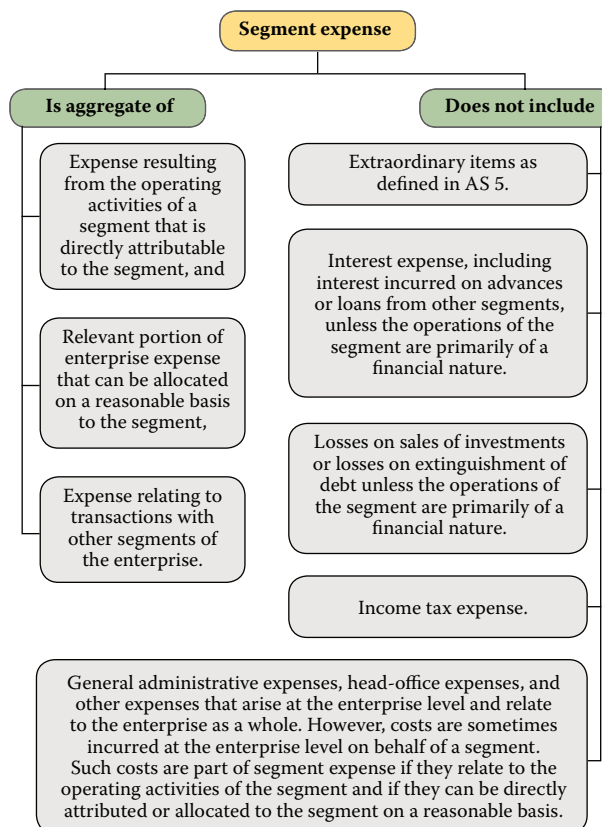 Segment expense
Is aggregate of
Expense resulting
from the operating
activities of a
segment that is
directly attributable
to the segment, and
Relevant portion of
enterprise expense
that can be allocated
on a reasonable basis
to the segment,
Expense relating to
transactions with
other segments of
the enterprise.
Does not include
Extraordinary items as
defined in AS 5.
Interest expense, including
interest incurred on advances
or loans from other segments,
unless the operations of the
segment are primarily of a
financial nature.
Losses on sales of investments
or losses on extinguishment of
debt unless the operations of
the segment are primarily of a
financial nature.
Income tax expense.
General administrative expenses, head-office expenses, and
other expenses that arise at the enterprise level and relate
to the enterprise as a whole. However, costs are sometimes
incurred at the enterprise level on behalf of a segment.
Such costs are part of segment expense if they relate to the
operating activities of the segment and if they can be directly
attributed or allocated to the segment on a reasonable basis.